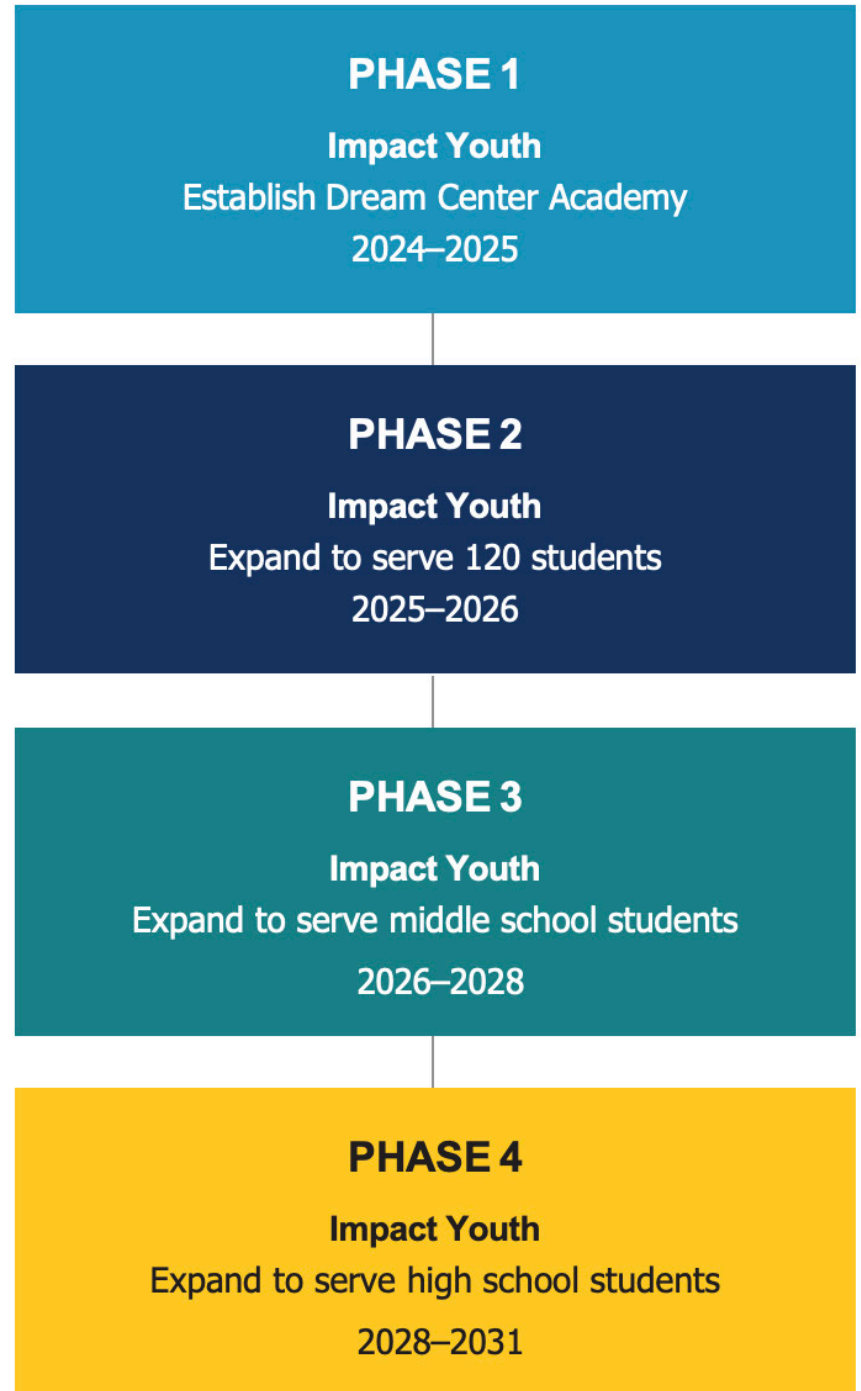 PHASE 1
Impact Youth
Establish Dream Center Academy
2024–2025
PHASE 2
Impact Youth
Expand to serve 120 students
2025–2026
PHASE 3
Impact Youth
Expand to serve middle school students
2026–2028
PHASE 4
Impact Youth
Expand to serve high school students
2028–2031